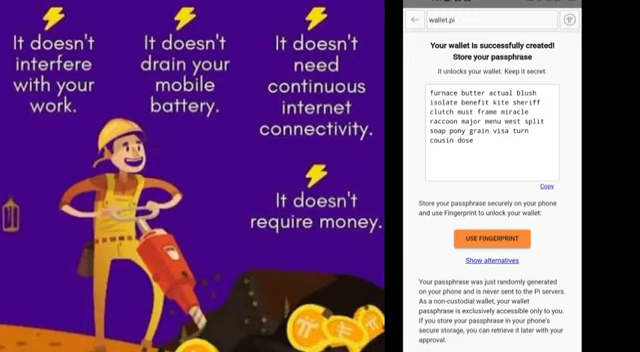 It doesn't
interfere
with your
work.
It doesn't
drain your
mobile
battery.
It doesn't
need
continuous
internet
connectivity.
It doesn't
require money.
wallet.pi
Your wallet is successfully created!
Store your passphrase
It unlocks your wallet. Keep it secret.
furnace butter actual blush
isolate benefit kite sheriff
clutch must frame miracle
raccoon major menu west split
soap pony grain visa turn
cousin dose
Copy
Store your passphrase securely on your phone
and use Fingerprint to unlock your wallet:
USE FINGERPRINT
Show alternatives
Your passphrase was just randomly generated
on your phone and is never sent to the Pi servers.
As a non-custodial wallet, your wallet
passphrase is exclusively accessible only to you.
If you store your passphrase in your phone's
secure storage, you can retrieve it later with your
approval.